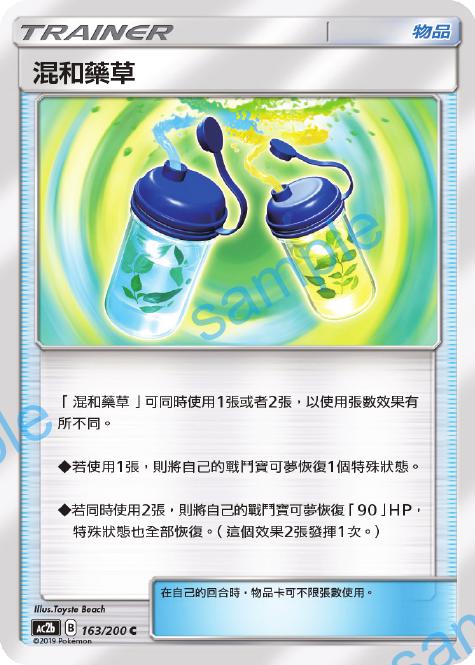 TRAINER 物品
混和藥草
sample
「混和藥草」可同時使用1張或者2張，以使用張數效果有
所不同。
◆若使用1張，則將自己的戰鬥寶可夢恢復1個特殊狀態。
◆若同時使用2張，則將自己的戰鬥寶可夢恢復「90」HP，
特殊狀態也全部恢復。（這個效果2張發揮1次。）
在自己的回合時，物品卡可不限張數使用。
Illus.Toyste Beach
AC2b B 163/200 C
©2019 Pokémon